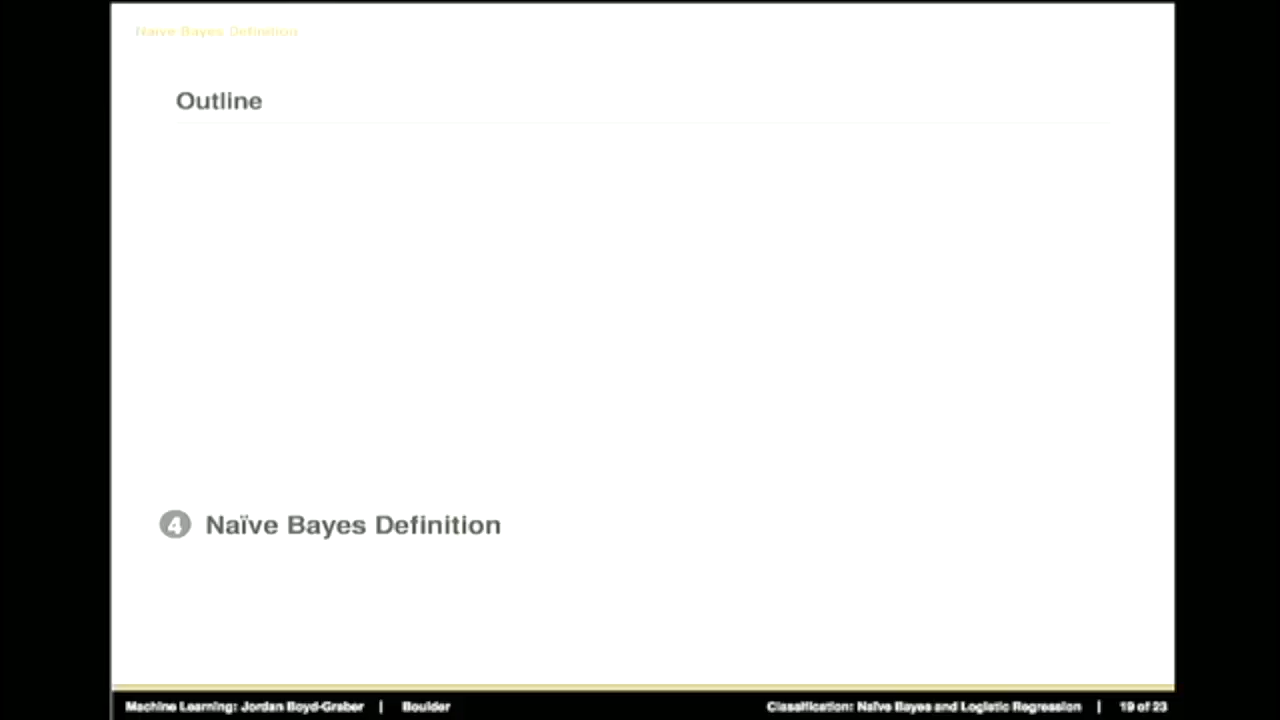 Naïve Bayes Definition
Outline
4 Naïve Bayes Definition
Machine Learning: Jordan Boyd-Graber | Boulder
Classification: Naïve Bayes and Logistic Regression | 19 of 23